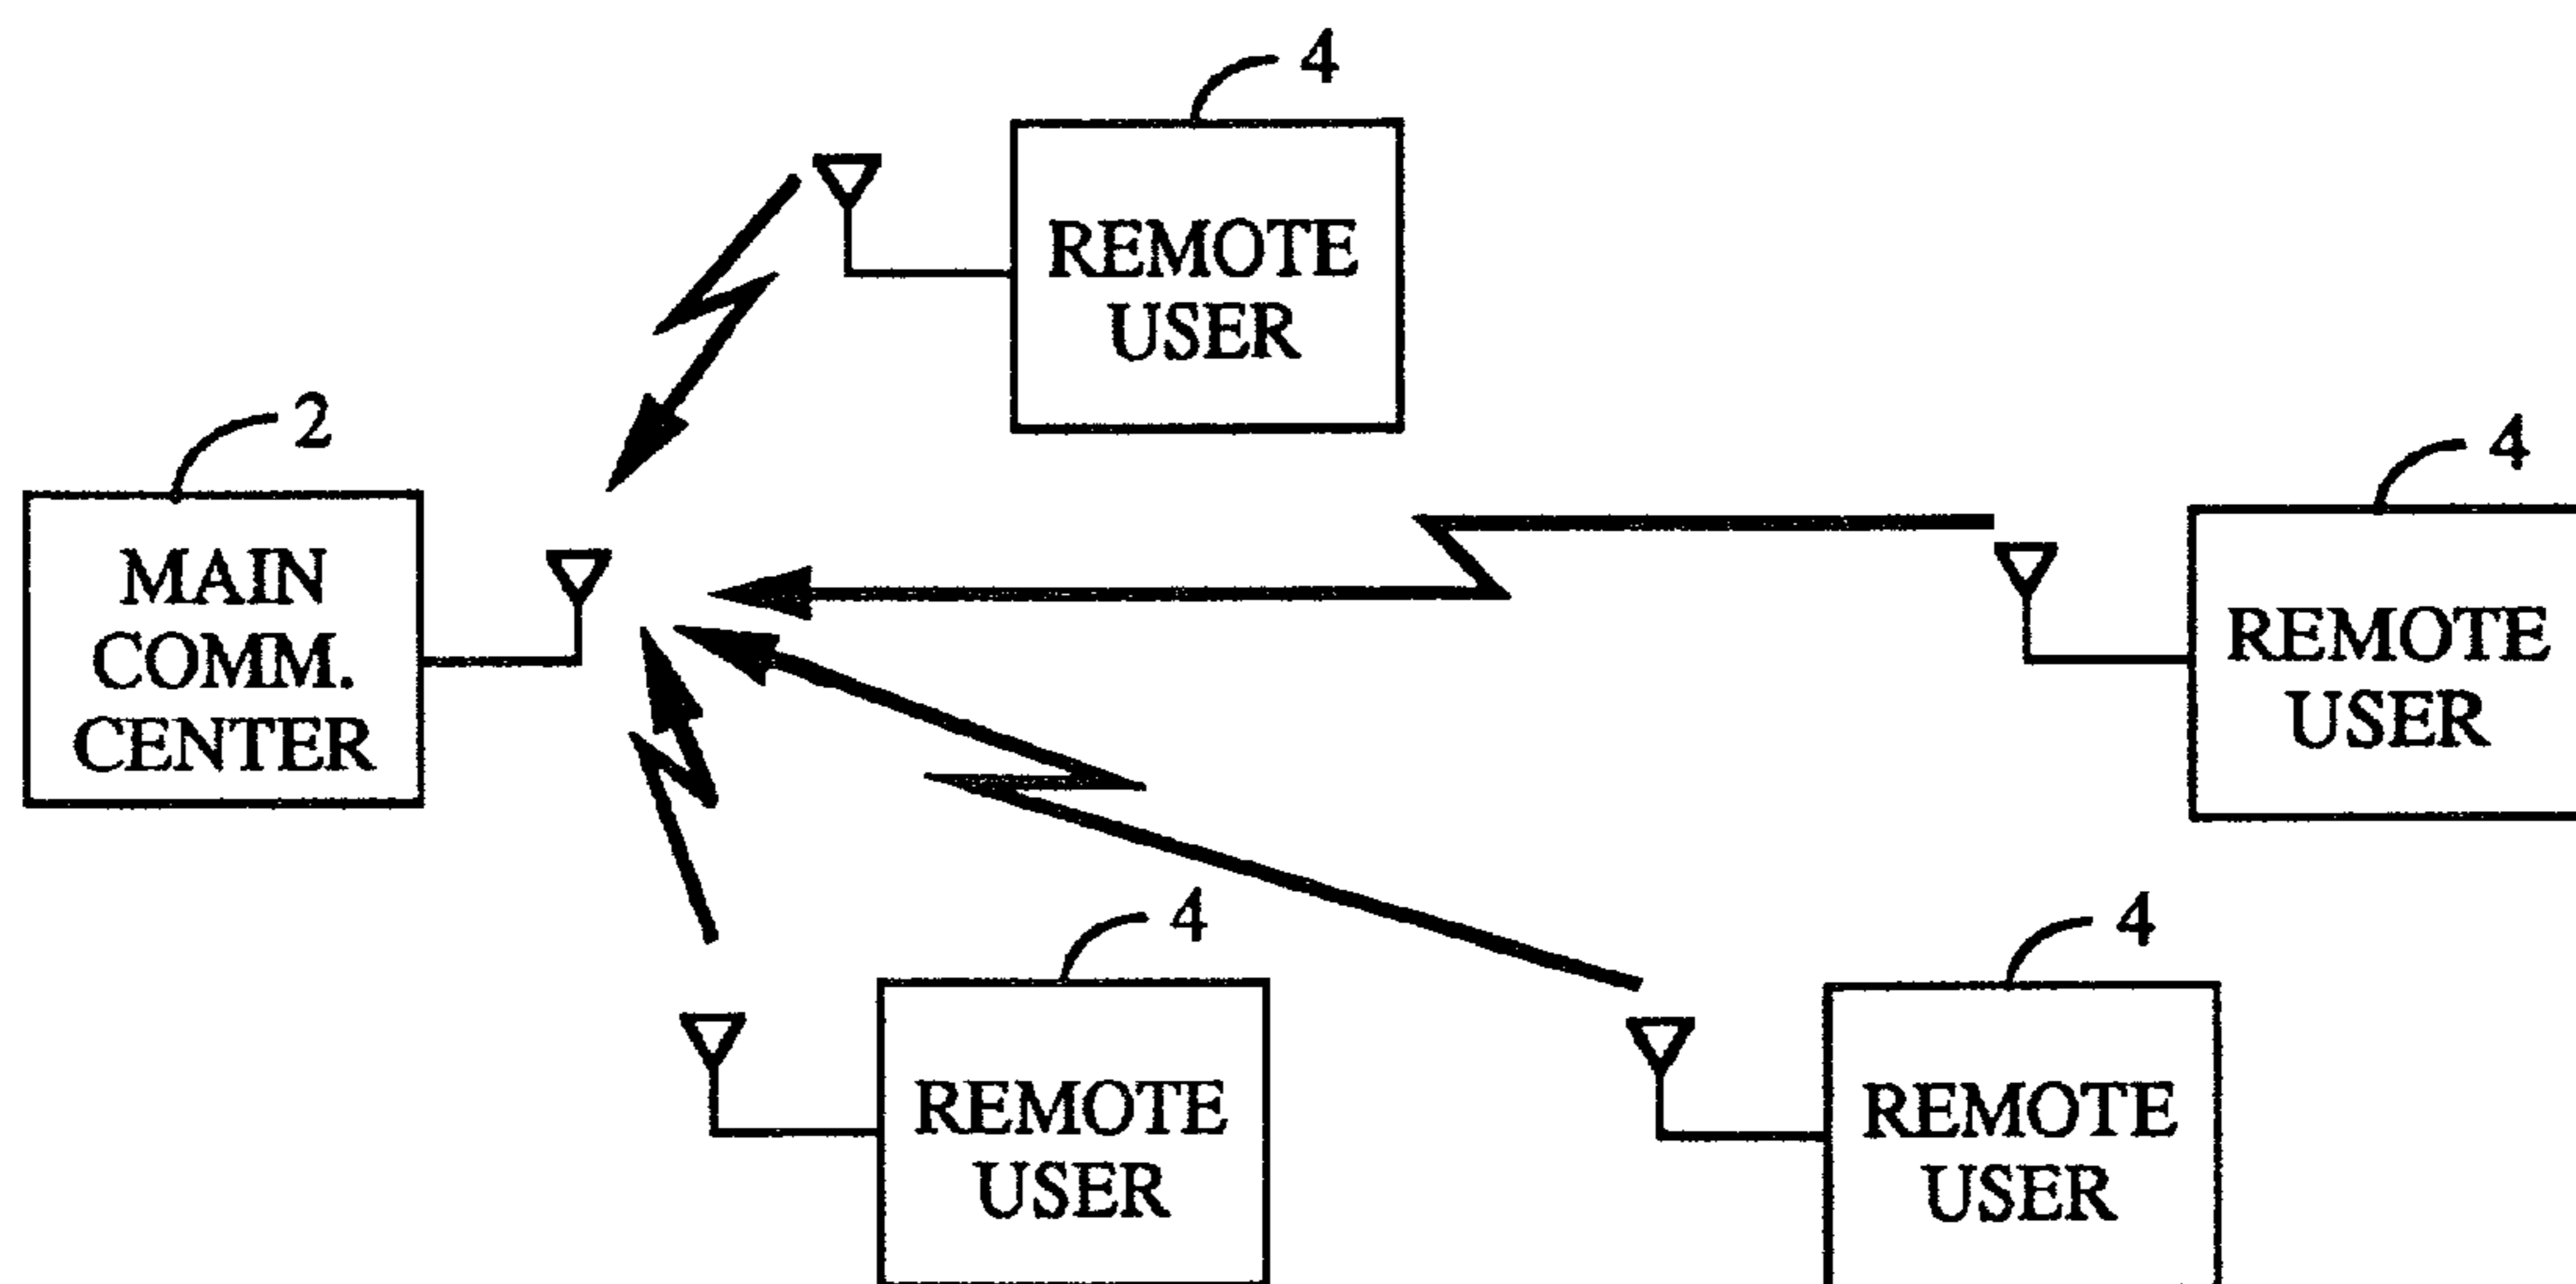 4
REMOTE
USER
2
MAIN
COMM.
CENTER
4
REMOTE
USER
4
REMOTE
USER
4
REMOTE
USER